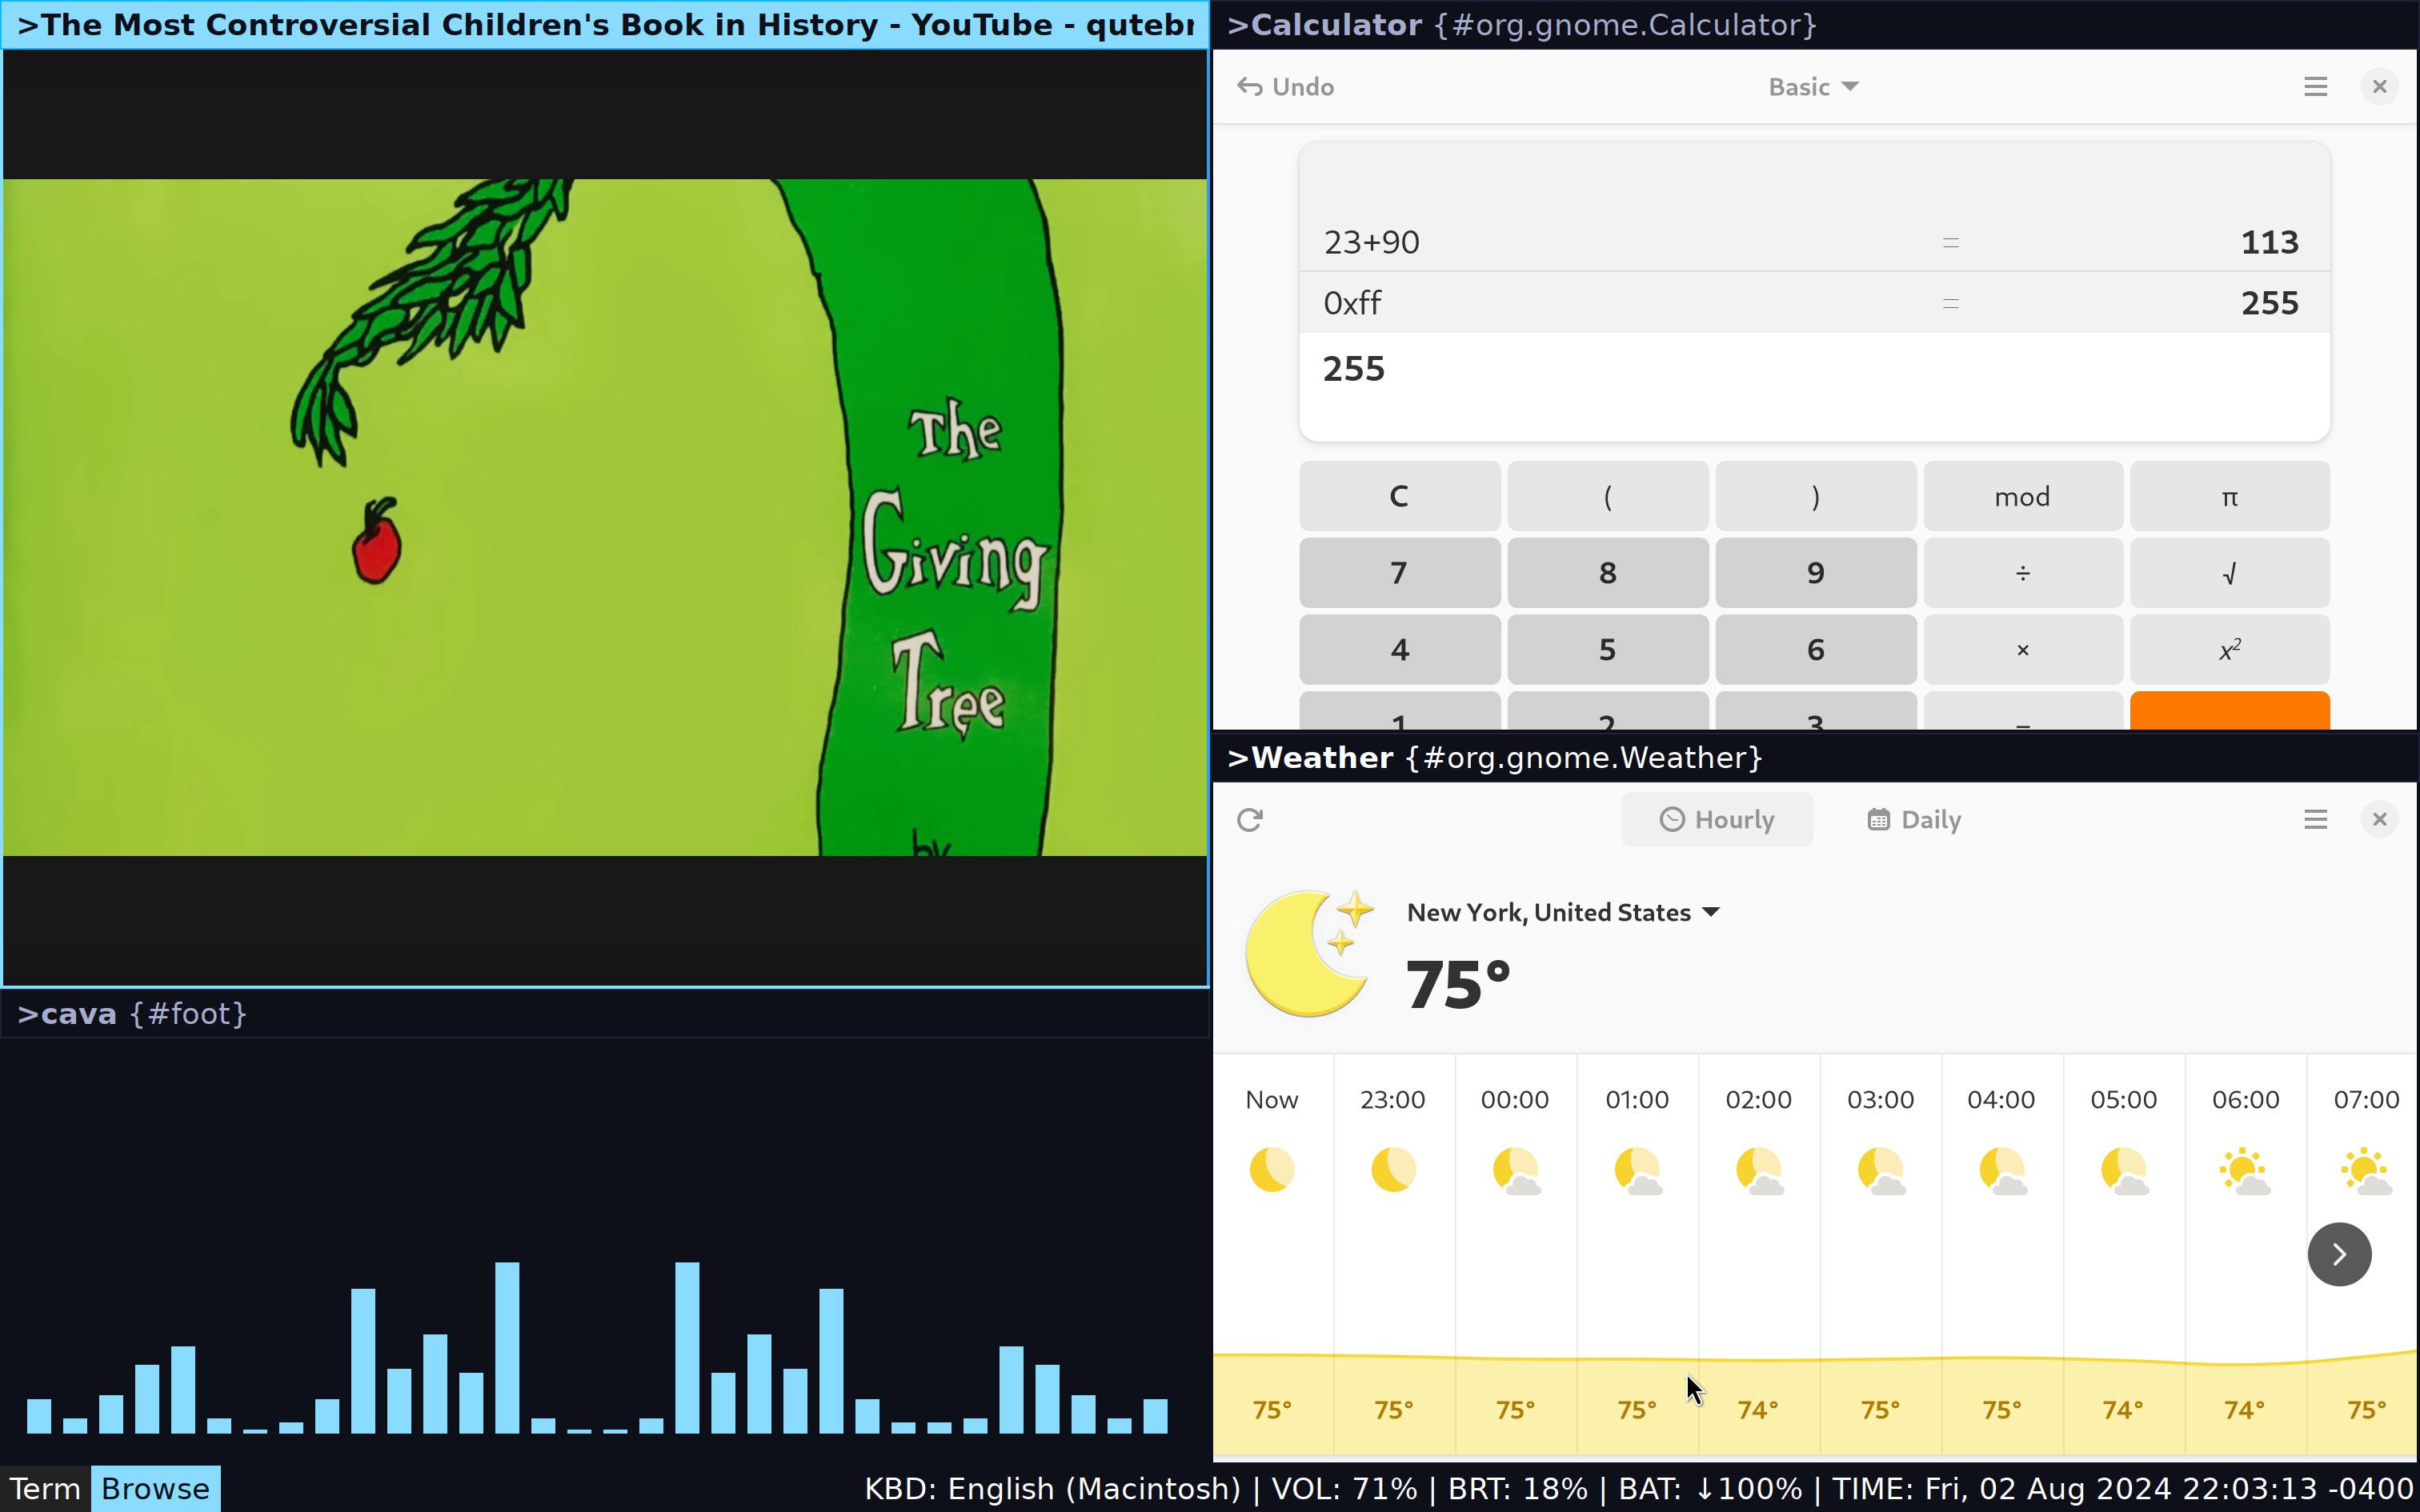 >The Most Controversial Children's Book in History - YouTube - qutebr
The
Giving
Tree
by
>cava {#foot}
>Calculator {#org.gnome.Calculator}
Undo
Basic
23+90 = 113
0xff = 255
255
C ( ) mod π
7 8 9 ÷ √
4 5 6 × x²
1 2 3 −
>Weather {#org.gnome.Weather}
Hourly Daily
New York, United States
75°
Now 23:00 00:00 01:00 02:00 03:00 04:00 05:00 06:00 07:00
75° 75° 75° 75° 74° 75° 75° 74° 74° 75°
Term Browse KBD: English (Macintosh) | VOL: 71% | BRT: 18% | BAT: ↓100% | TIME: Fri, 02 Aug 2024 22:03:13 -0400